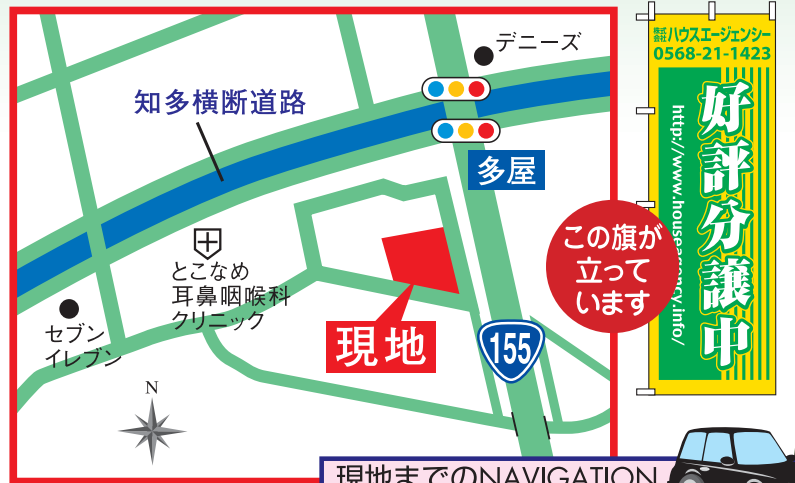 デニーズ
知多横断道路
多屋
とこなめ
耳鼻咽喉科
クリニック
セブン
イレブン
現地
155
N
この旗が
立って
います
株式会社ハウスエージェンシー
0568-21-1423
好評分譲中
http://www.houseagency.info/
現地までのNAVIGATION